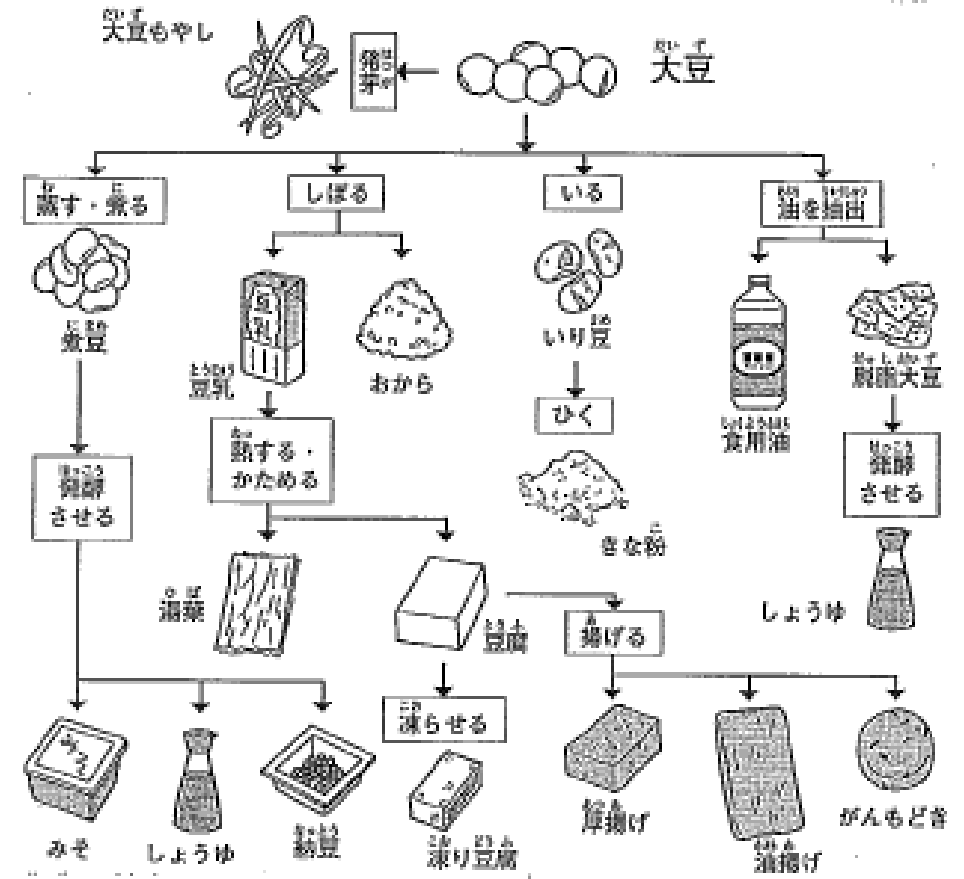 大豆もやし
発芽
大豆
蒸す・煮る
しぼる
いる
油を抽出
煮豆
豆乳
豆乳
おから
いり豆
食用油
脱脂大豆
熱する・
かためる
ひく
発酵
させる
発酵
させる
きな粉
湯葉
豆腐
揚げる
しょうゆ
凍らせる
みそ
みそ
しょうゆ
納豆
凍り豆腐
厚揚げ
油揚げ
がんもどき